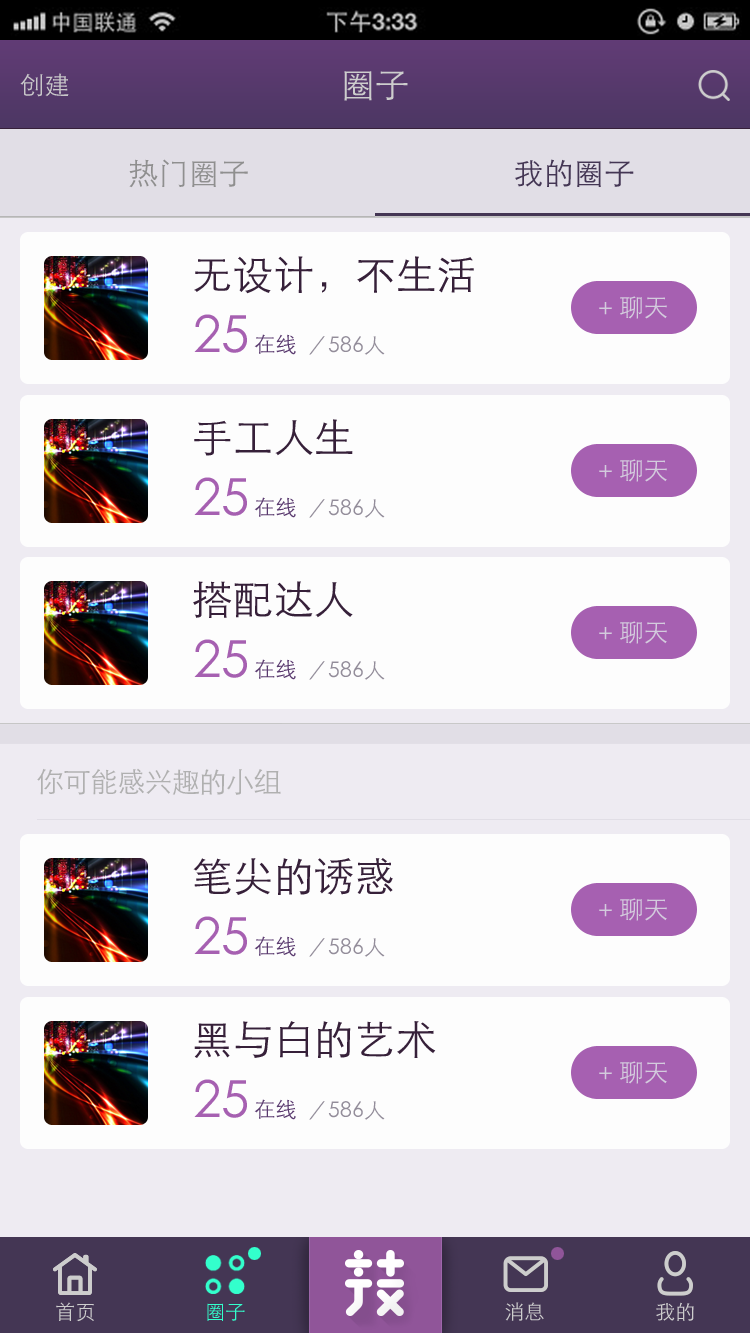 中国联通 下午3:33
创建 圈子
热门圈子 我的圈子
无设计，不生活
25 在线 ／586人
+ 聊天
手工人生
25 在线 ／586人
+ 聊天
搭配达人
25 在线 ／586人
+ 聊天
你可能感兴趣的小组
笔尖的诱惑
25 在线 ／586人
+ 聊天
黑与白的艺术
25 在线 ／586人
+ 聊天
技
首页 圈子 消息 我的